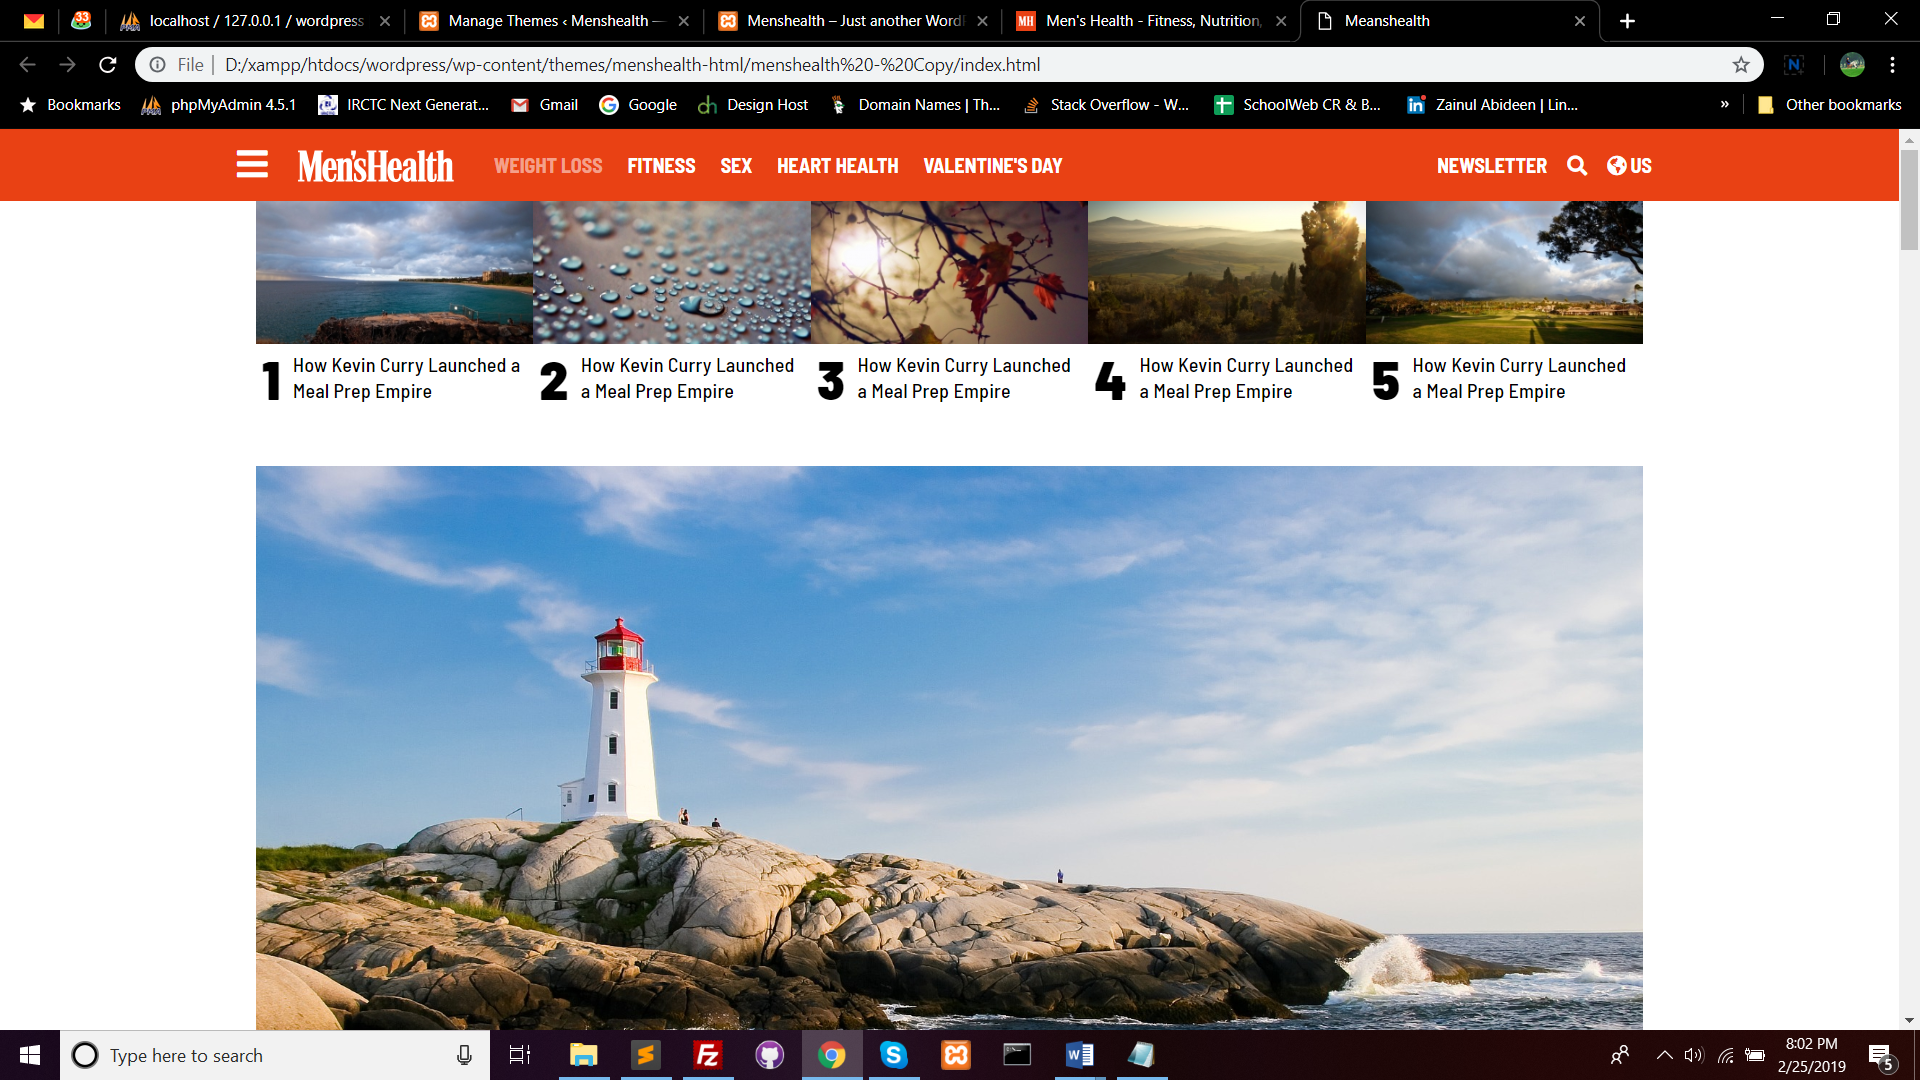 33
localhost / 127.0.0.1 / wordpress
Manage Themes ‹ Menshealth —
Menshealth – Just another Word
MH
Men's Health - Fitness, Nutrition,
Meanshealth
File
D:/xampp/htdocs/wordpress/wp-content/themes/menshealth-html/menshealth%20-%20Copy/index.html
Bookmarks
phpMyAdmin 4.5.1
IRCTC Next Generat...
Gmail
Google
Design Host
Domain Names | Th...
Stack Overflow - W...
SchoolWeb CR & B...
Zainul Abideen | Lin...
»
Other bookmarks
Men'sHealth
WEIGHT LOSS
FITNESS
SEX
HEART HEALTH
VALENTINE'S DAY
NEWSLETTER
US
1
How Kevin Curry Launched a
Meal Prep Empire
2
How Kevin Curry Launched
a Meal Prep Empire
3
How Kevin Curry Launched
a Meal Prep Empire
4
How Kevin Curry Launched
a Meal Prep Empire
5
How Kevin Curry Launched
a Meal Prep Empire
Type here to search
8:02 PM
2/25/2019
5